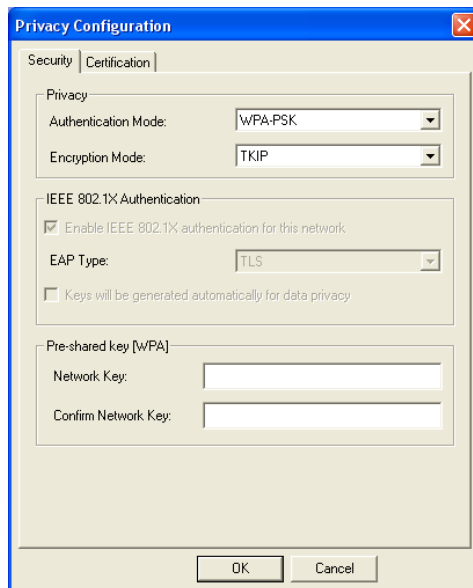 Privacy Configuration
Security Certification
Privacy
Authentication Mode: WPA-PSK
Encryption Mode: TKIP
IEEE 802.1X Authentication
Enable IEEE 802.1X authentication for this network
EAP Type: TLS
Keys will be generated automatically for data privacy
Pre-shared key [WPA]
Network Key:
Confirm Network Key:
OK Cancel